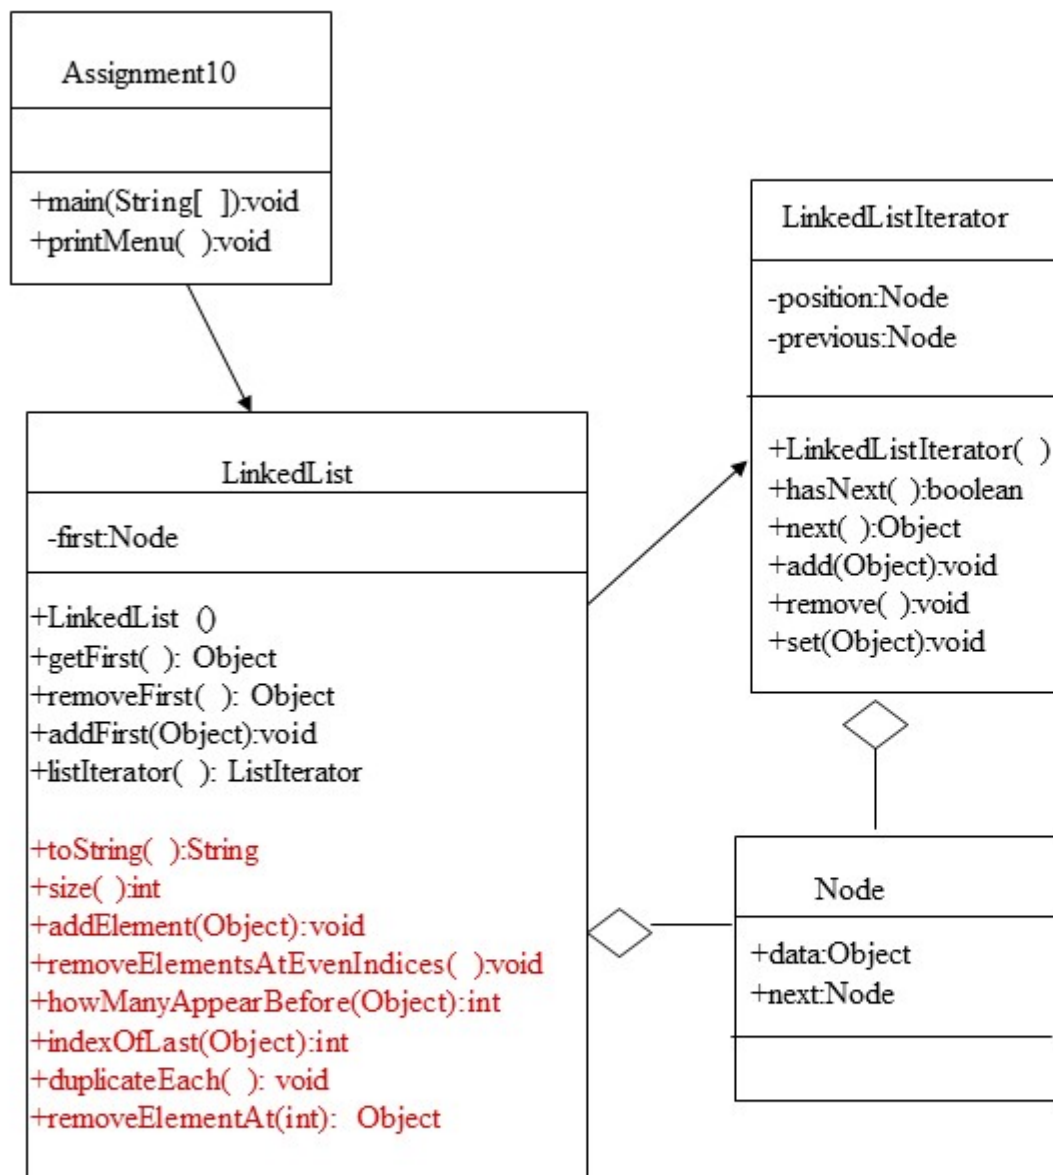 Assignment10
+main(String[ ]):void
+printMenu( ):void
LinkedListIterator
-position:Node
-previous:Node
+LinkedListIterator( )
+hasNext( ):boolean
+next( ):Object
+add(Object):void
+remove( ):void
+set(Object):void
LinkedList
-first:Node
+LinkedList ()
+getFirst( ): Object
+removeFirst( ): Object
+addFirst(Object):void
+listIterator( ): ListIterator
+toString( ):String
+size( ):int
+addElement(Object):void
+removeElementsAtEvenIndices( ):void
+howManyAppearBefore(Object):int
+indexOfLast(Object):int
+duplicateEach( ): void
+removeElementAt(int): Object
Node
+data:Object
+next:Node